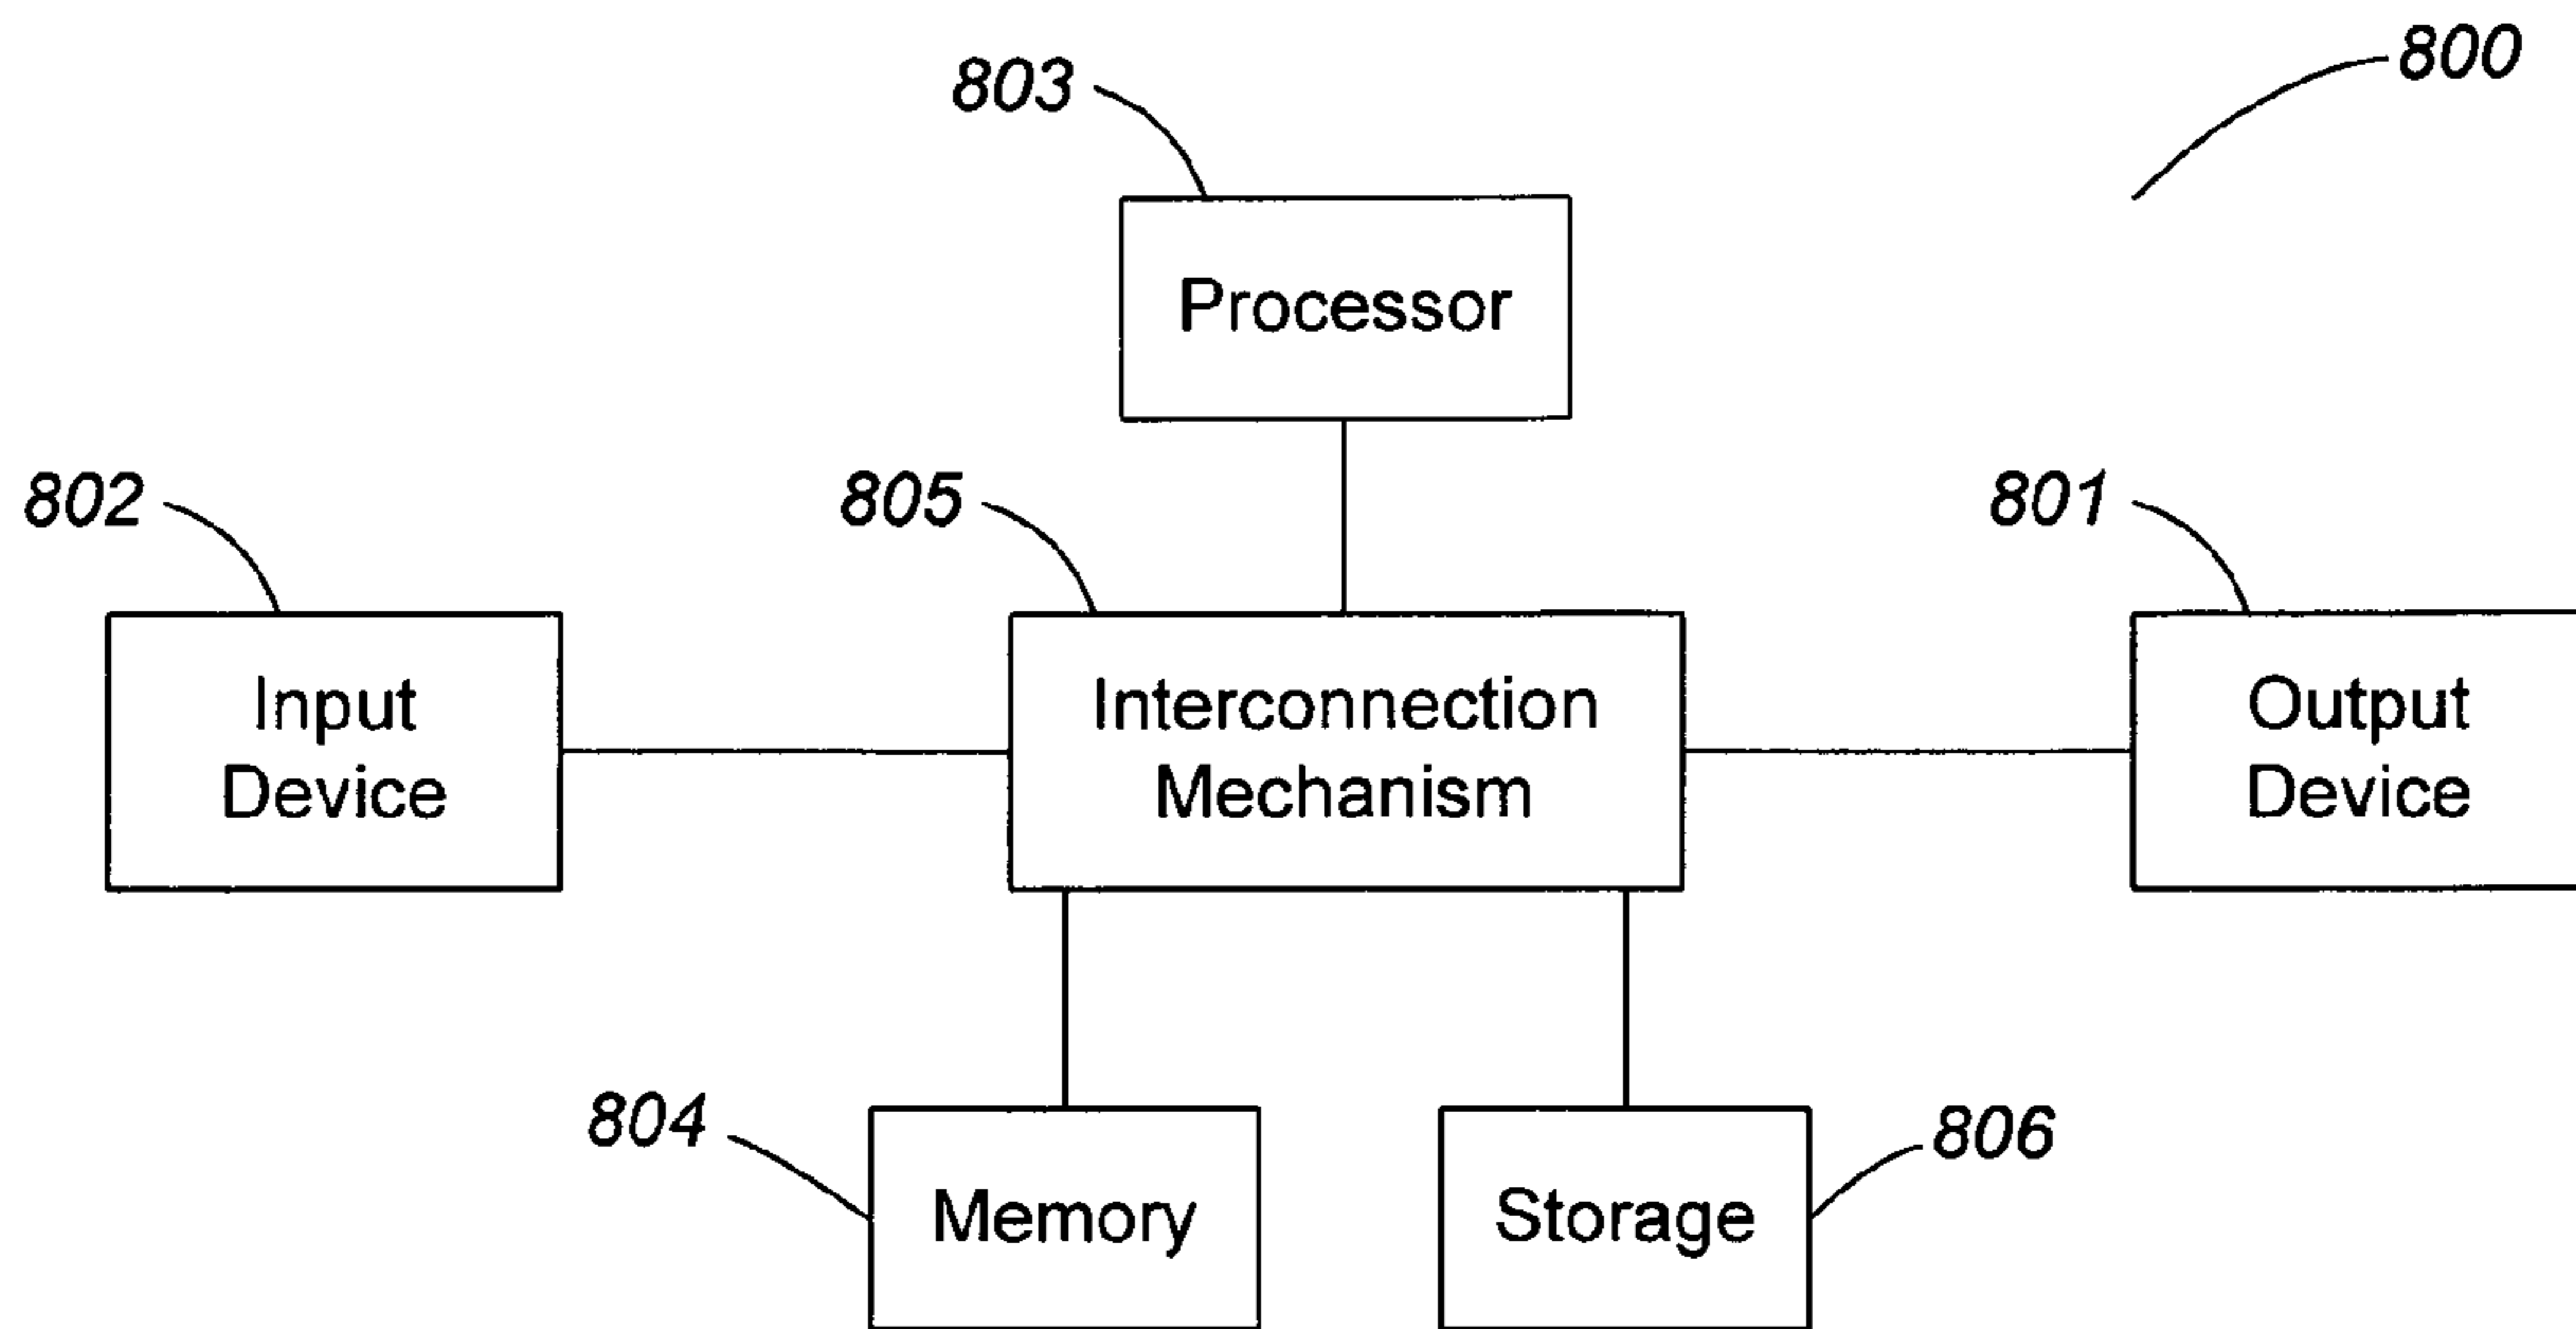 800
803
Processor
802
805
801
Input
Device
Interconnection
Mechanism
Output
Device
804
806
Memory
Storage